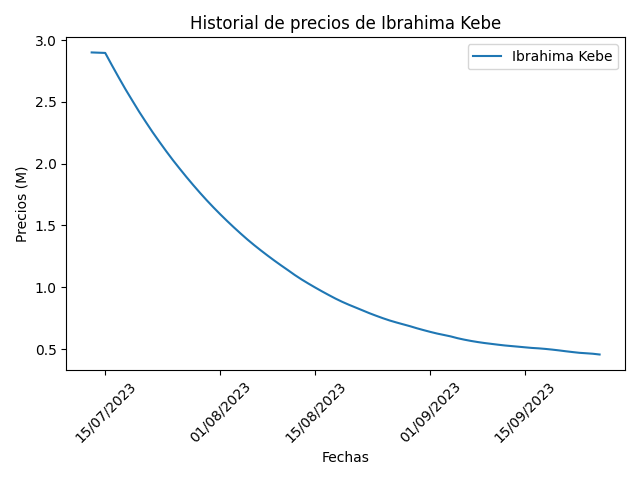 Historial de precios de Ibrahima Kebe
Ibrahima Kebe
Precios (M)
3.0
2.5
2.0
1.5
1.0
0.5
15/07/2023
01/08/2023
15/08/2023
01/09/2023
15/09/2023
Fechas